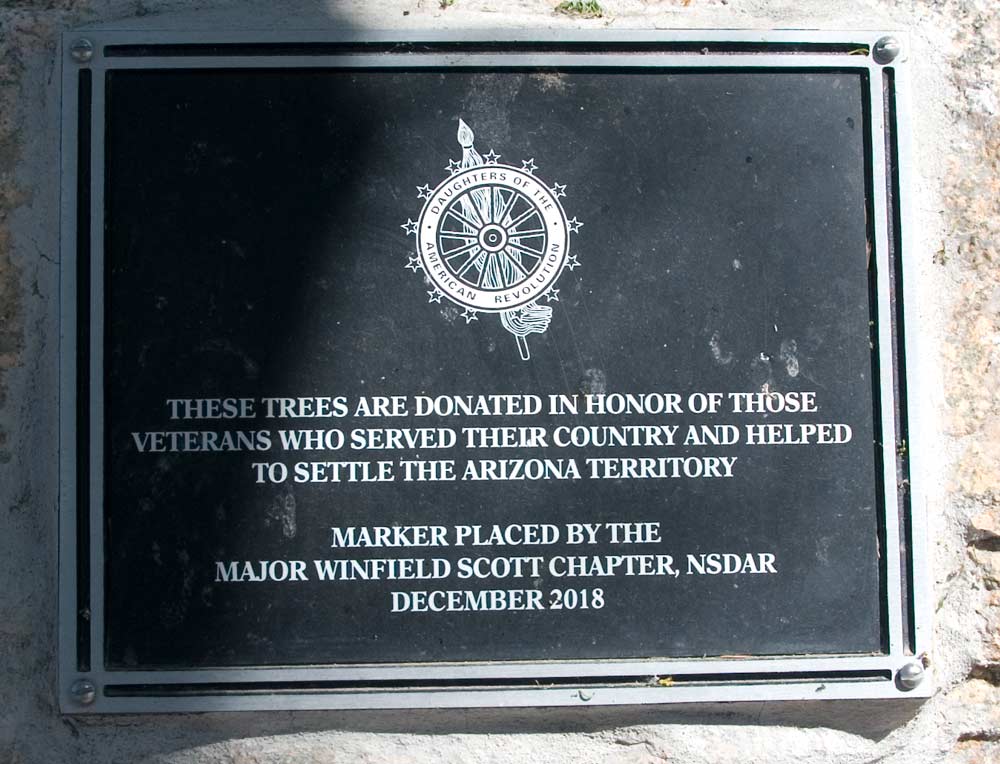 DAUGHTERS OF THE
AMERICAN REVOLUTION
THESE TREES ARE DONATED IN HONOR OF THOSE
VETERANS WHO SERVED THEIR COUNTRY AND HELPED
TO SETTLE THE ARIZONA TERRITORY
MARKER PLACED BY THE
MAJOR WINFIELD SCOTT CHAPTER, NSDAR
DECEMBER 2018